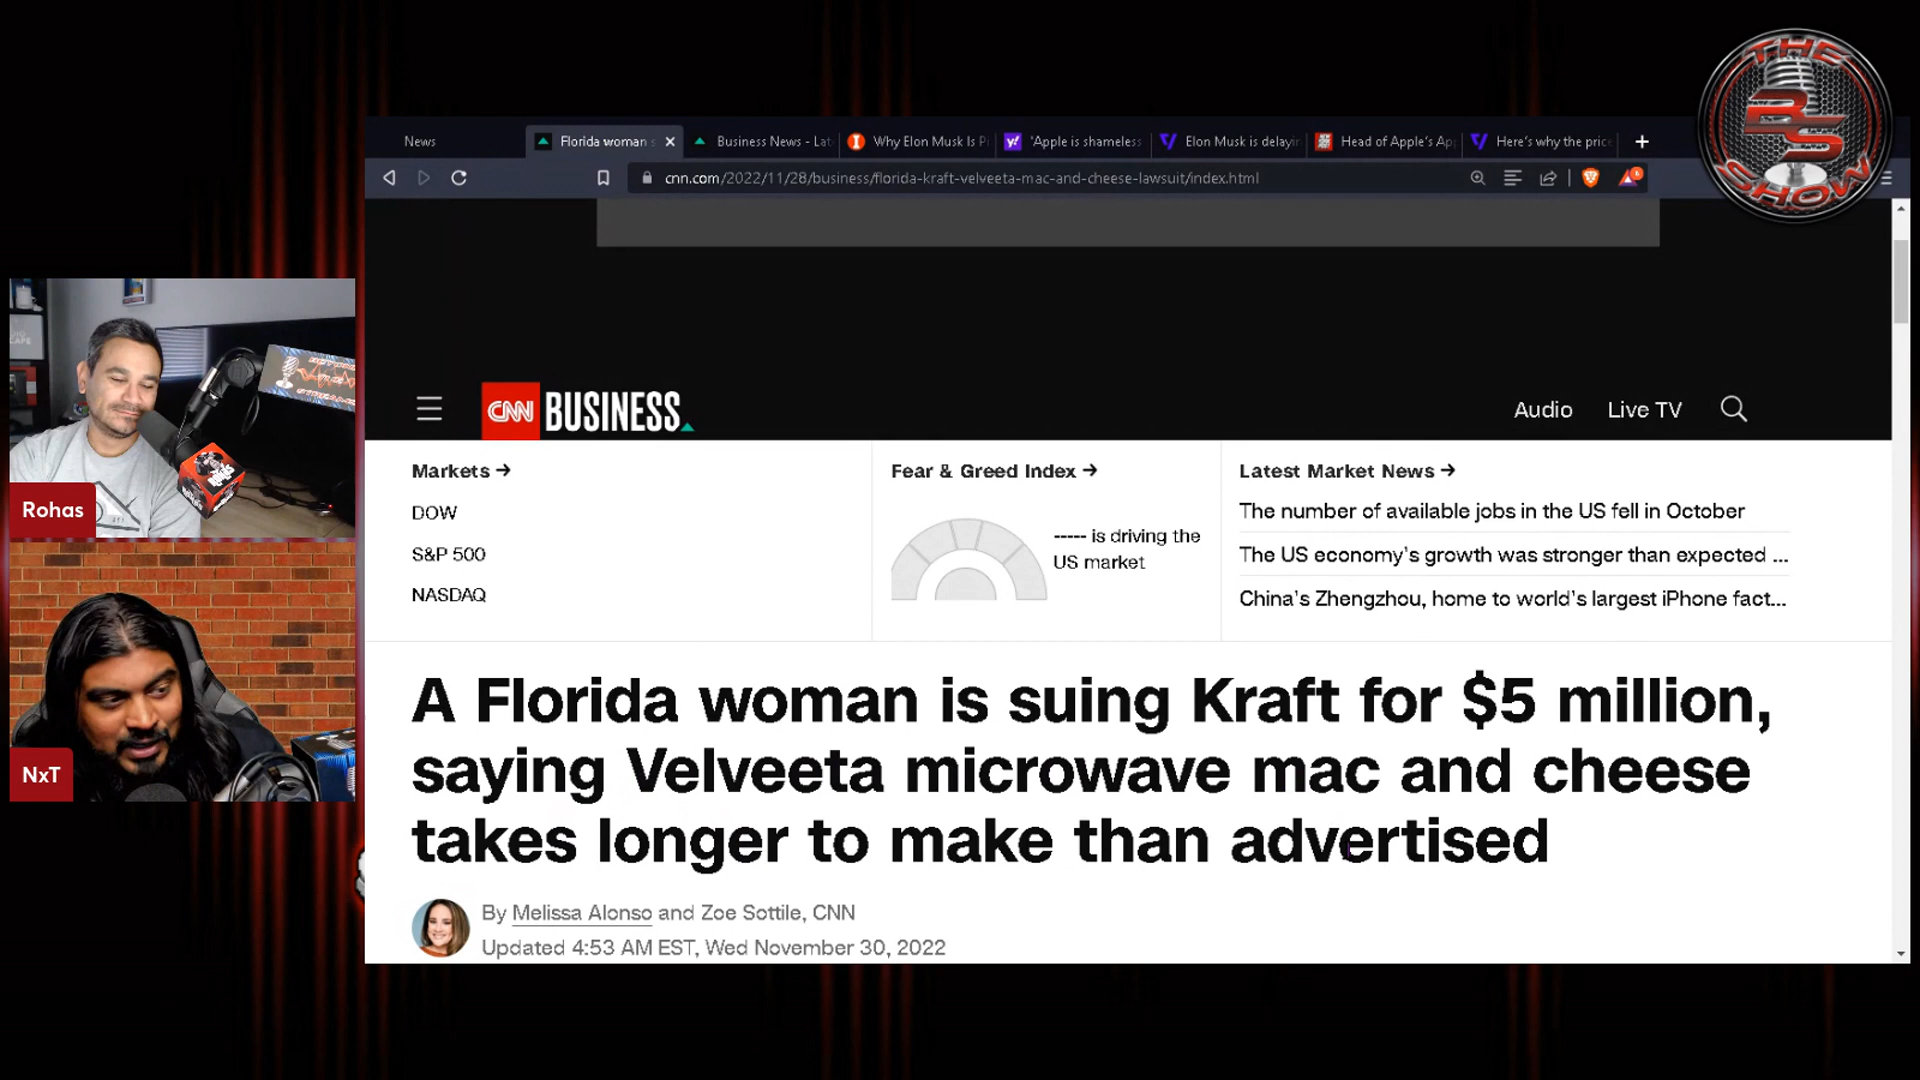 THE
BS
SHOW
News
Florida woman s
Business News - Lat
Why Elon Musk Is Pi
'Apple is shameless
Elon Musk is delayin
Head of Apple's Ap
Here's why the price
cnn.com/2022/11/28/business/florida-kraft-velveeta-mac-and-cheese-lawsuit/index.html
CNN BUSINESS
Audio
Live TV
Markets →
DOW
S&P 500
NASDAQ
Fear & Greed Index →
----- is driving the
US market
Latest Market News →
The number of available jobs in the US fell in October
The US economy's growth was stronger than expected ...
China's Zhengzhou, home to world's largest iPhone fact...
A Florida woman is suing Kraft for $5 million,
saying Velveeta microwave mac and cheese
takes longer to make than advertised
By Melissa Alonso and Zoe Sottile, CNN
Updated 4:53 AM EST, Wed November 30, 2022
Rohas
NxT